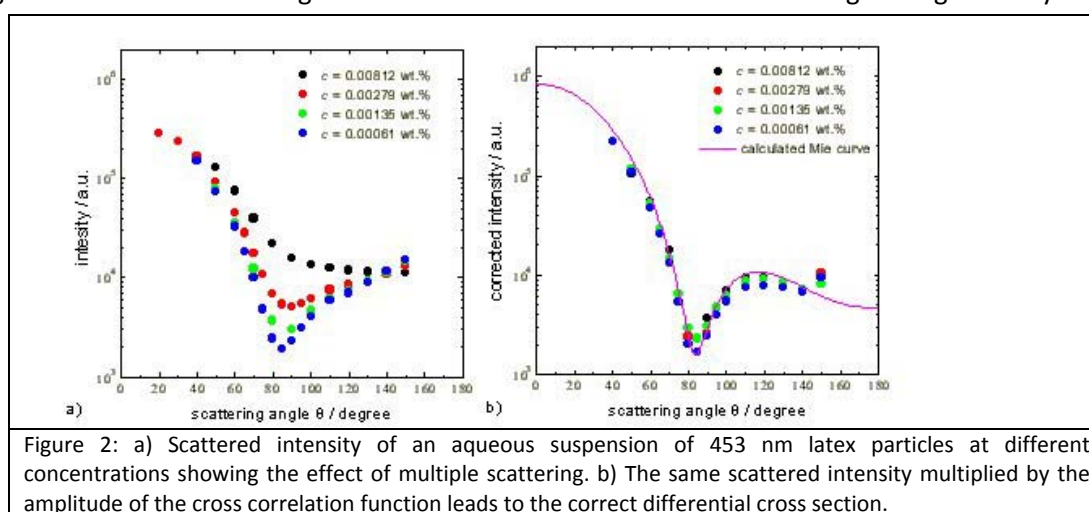 10⁶
10⁵
10⁴
10³
intesity / a.u.
c = 0.00812 wt.%
c = 0.00279 wt.%
c = 0.00135 wt.%
c = 0.00061 wt.%
0 20 40 60 80 100 120 140 160 180
a)
scattering angle θ / degree
10⁶
10⁵
10⁴
10³
corrected intensity / a.u.
c = 0.00812 wt.%
c = 0.00279 wt.%
c = 0.00135 wt.%
c = 0.00061 wt.%
calculated Mie curve
0 20 40 60 80 100 120 140 160 180
b)
scattering angle θ / degree
Figure 2: a) Scattered intensity of an aqueous suspension of 453 nm latex particles at different
concentrations showing the effect of multiple scattering. b) The same scattered intensity multiplied by the
amplitude of the cross correlation function leads to the correct differential cross section.